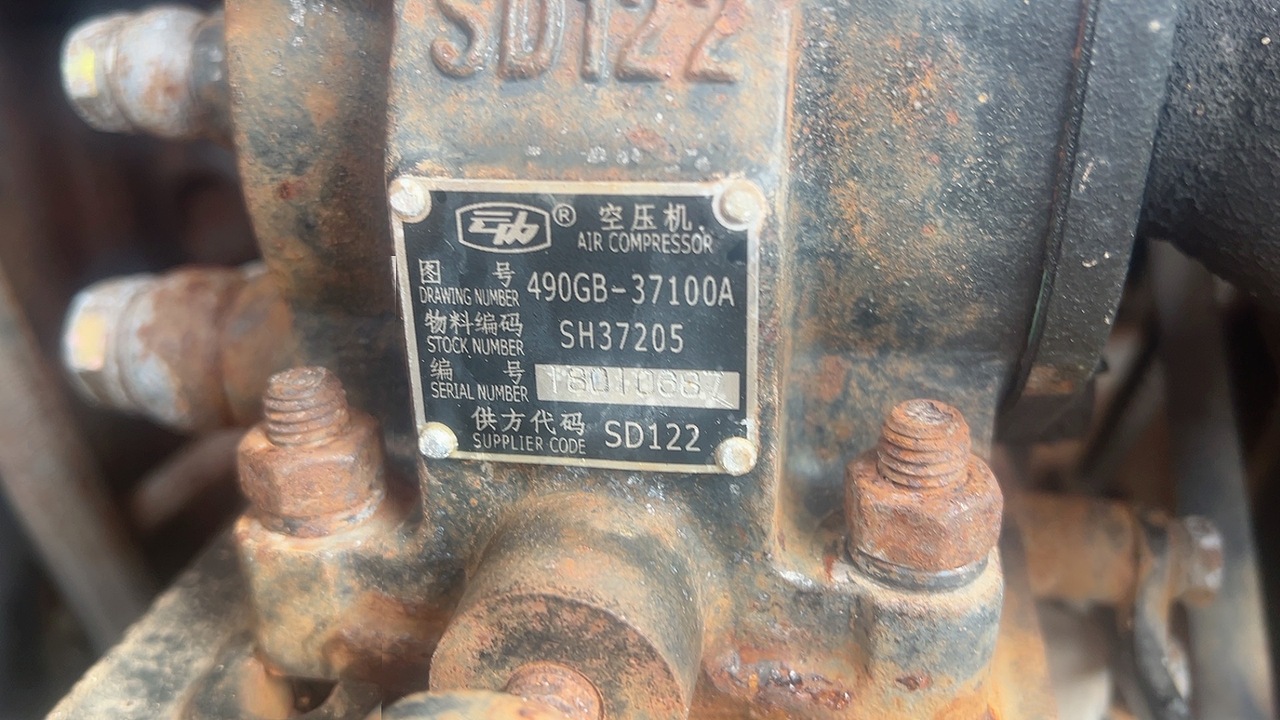 SD122
® 空压机
AIR COMPRESSOR
图 号 490GB-37100A
DRAWING NUMBER
物料编码 SH37205
STOCK NUMBER
编 号 18010687
SERIAL NUMBER
供方代码 SD122
SUPPLIER CODE